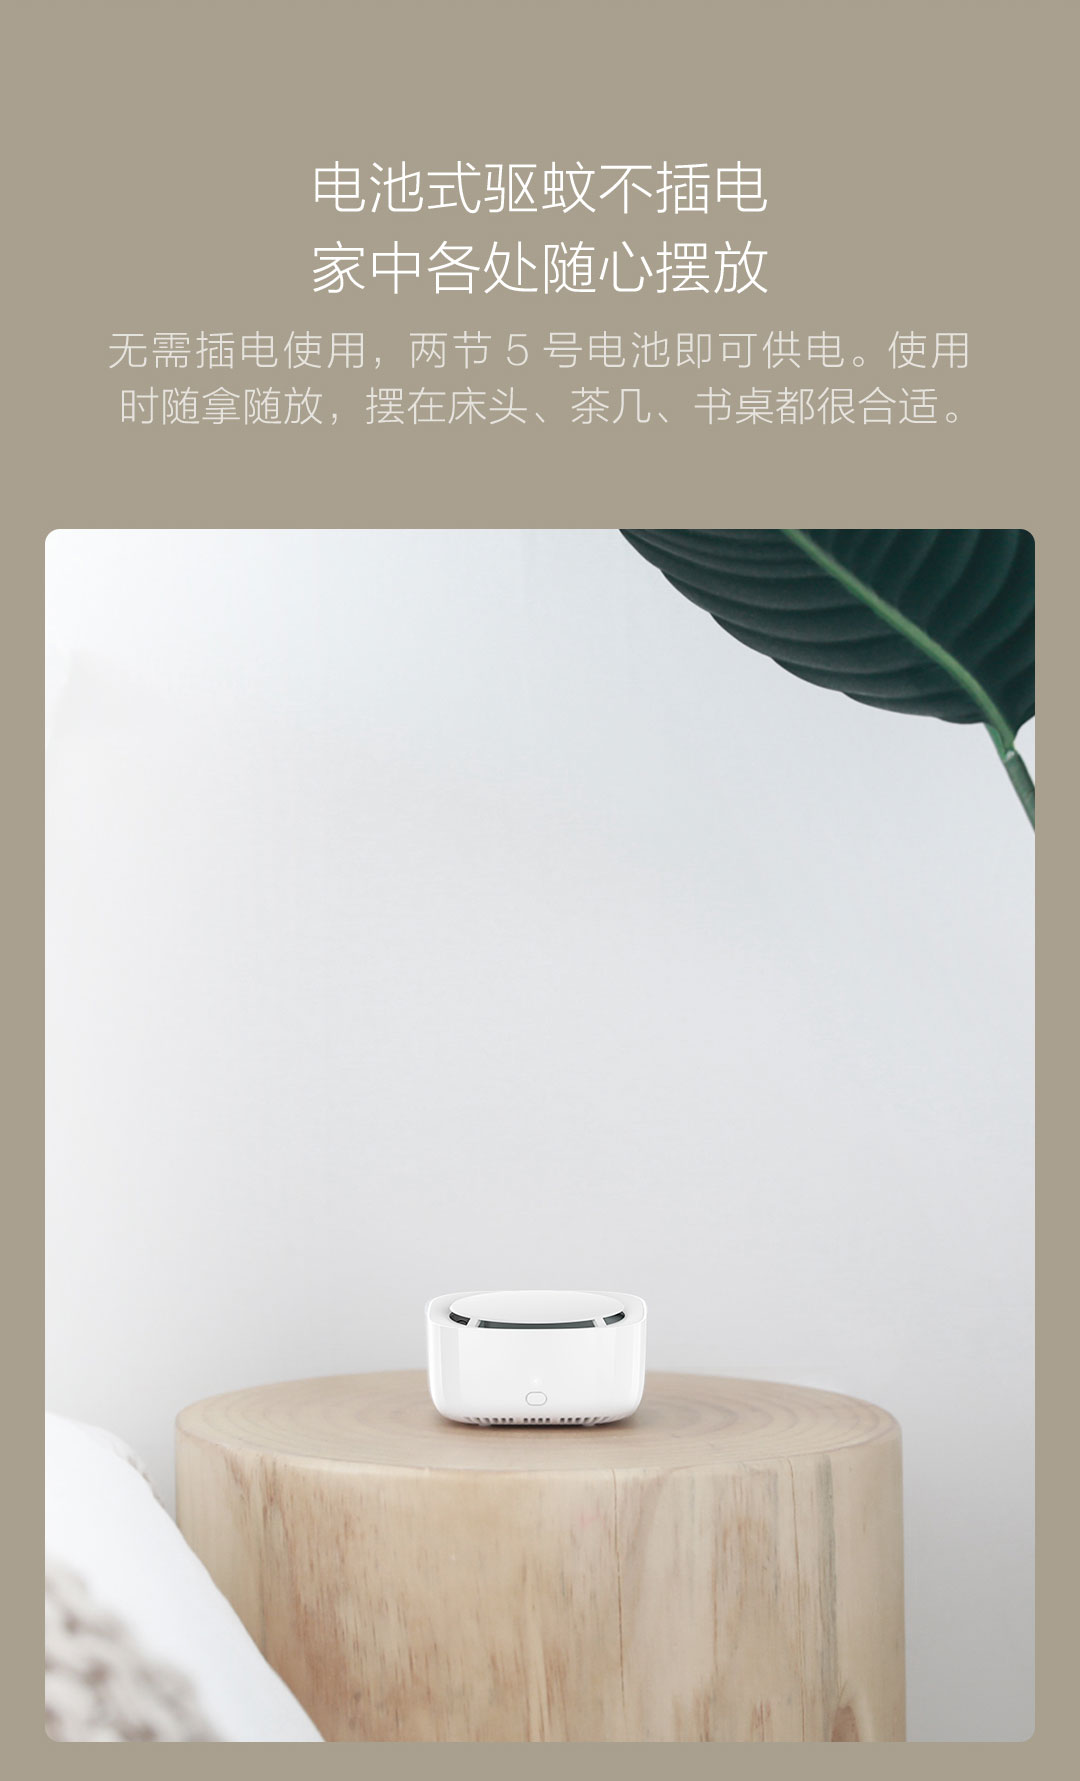 电池式驱蚊不插电
家中各处随心摆放
无需插电使用，两节 5 号电池即可供电。使用
时随拿随放，摆在床头、茶几、书桌都很合适。